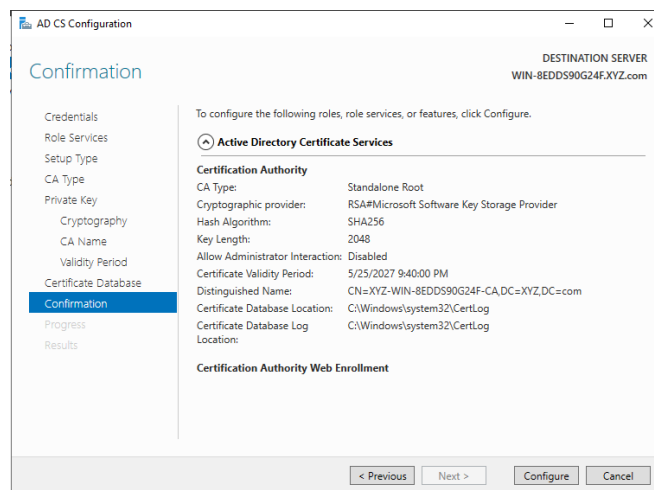 AD CS Configuration
DESTINATION SERVER
WIN-8EDDS90G24F.XYZ.com
Confirmation
Credentials
Role Services
Setup Type
CA Type
Private Key
Cryptography
CA Name
Validity Period
Certificate Database
Confirmation
Progress
Results
To configure the following roles, role services, or features, click Configure.
Active Directory Certificate Services
Certification Authority
CA Type: Standalone Root
Cryptographic provider: RSA#Microsoft Software Key Storage Provider
Hash Algorithm: SHA256
Key Length: 2048
Allow Administrator Interaction: Disabled
Certificate Validity Period: 5/25/2027 9:40:00 PM
Distinguished Name: CN=XYZ-WIN-8EDDS90G24F-CA,DC=XYZ,DC=com
Certificate Database Location: C:\Windows\system32\CertLog
Certificate Database Log C:\Windows\system32\CertLog
Location:
Certification Authority Web Enrollment
< Previous Next > Configure Cancel